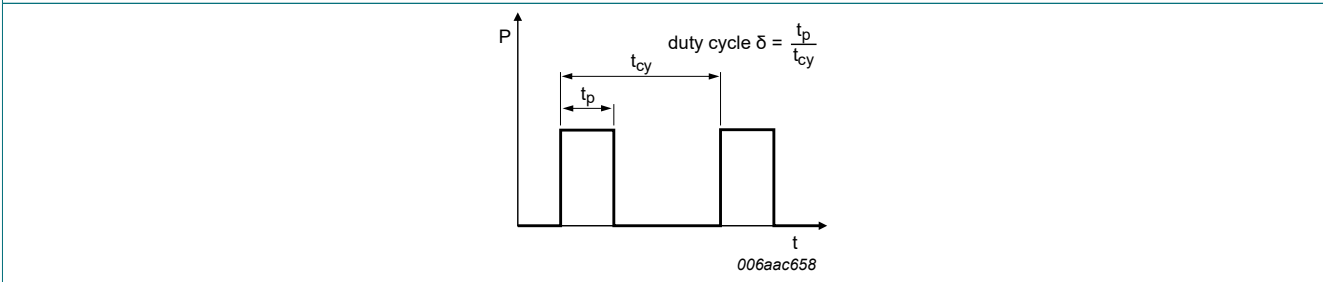 P
duty cycle δ = tp/tcy
tcy
tp
t
006aac658